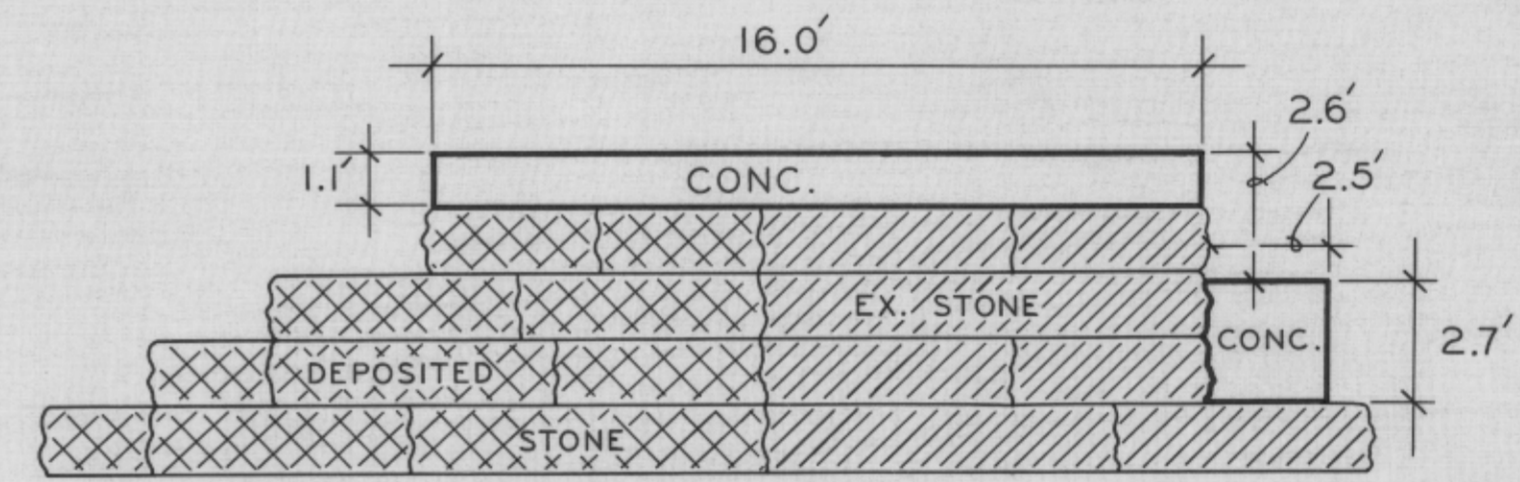 16.0′
2.6′
1.1′
CONC.
2.5′
EX. STONE
CONC.
2.7′
DEPOSITED
STONE